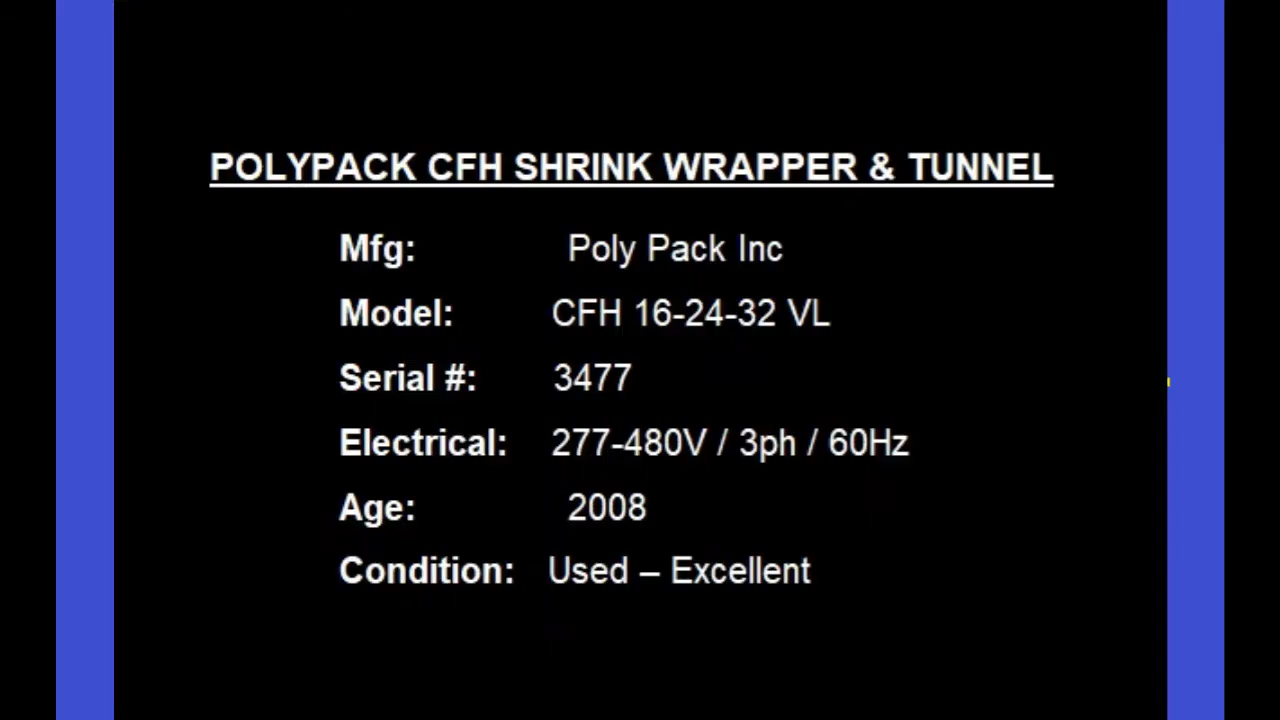 POLYPACK CFH SHRINK WRAPPER & TUNNEL
Mfg: Poly Pack Inc
Model: CFH 16-24-32 VL
Serial #: 3477
Electrical: 277-480V / 3ph / 60Hz
Age: 2008
Condition: Used – Excellent